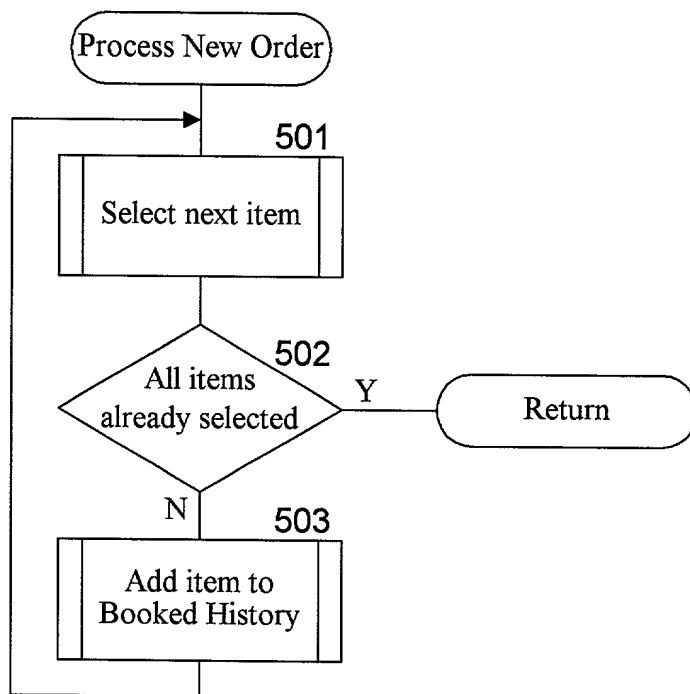 Process New Order
501
Select next item
502
All items
already selected
Y
Return
N
503
Add item to
Booked History